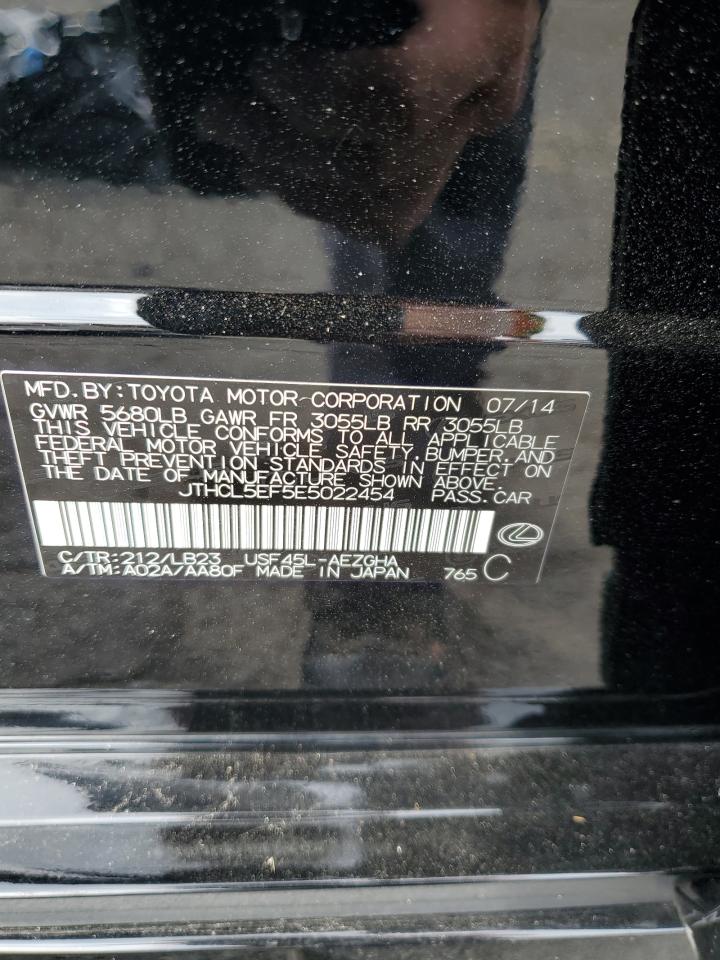 MFD.BY:TOYOTA MOTOR CORPORATION 07/14
GVWR 5680LB GAWR FR 3055LB RR 3055LB
THIS VEHICLE CONFORMS TO ALL APPLICABLE
FEDERAL MOTOR VEHICLE SAFETY,BUMPER,AND
THEFT PREVENTION STANDARDS IN EFFECT ON
THE DATE OF MANUFACTURE SHOWN ABOVE.
JTHCL5EF5E5022454 PASS.CAR
C/TR:212/LB23 USF45L-AEZGHA
A/TM:A02A/AA80F MADE IN JAPAN 765 C